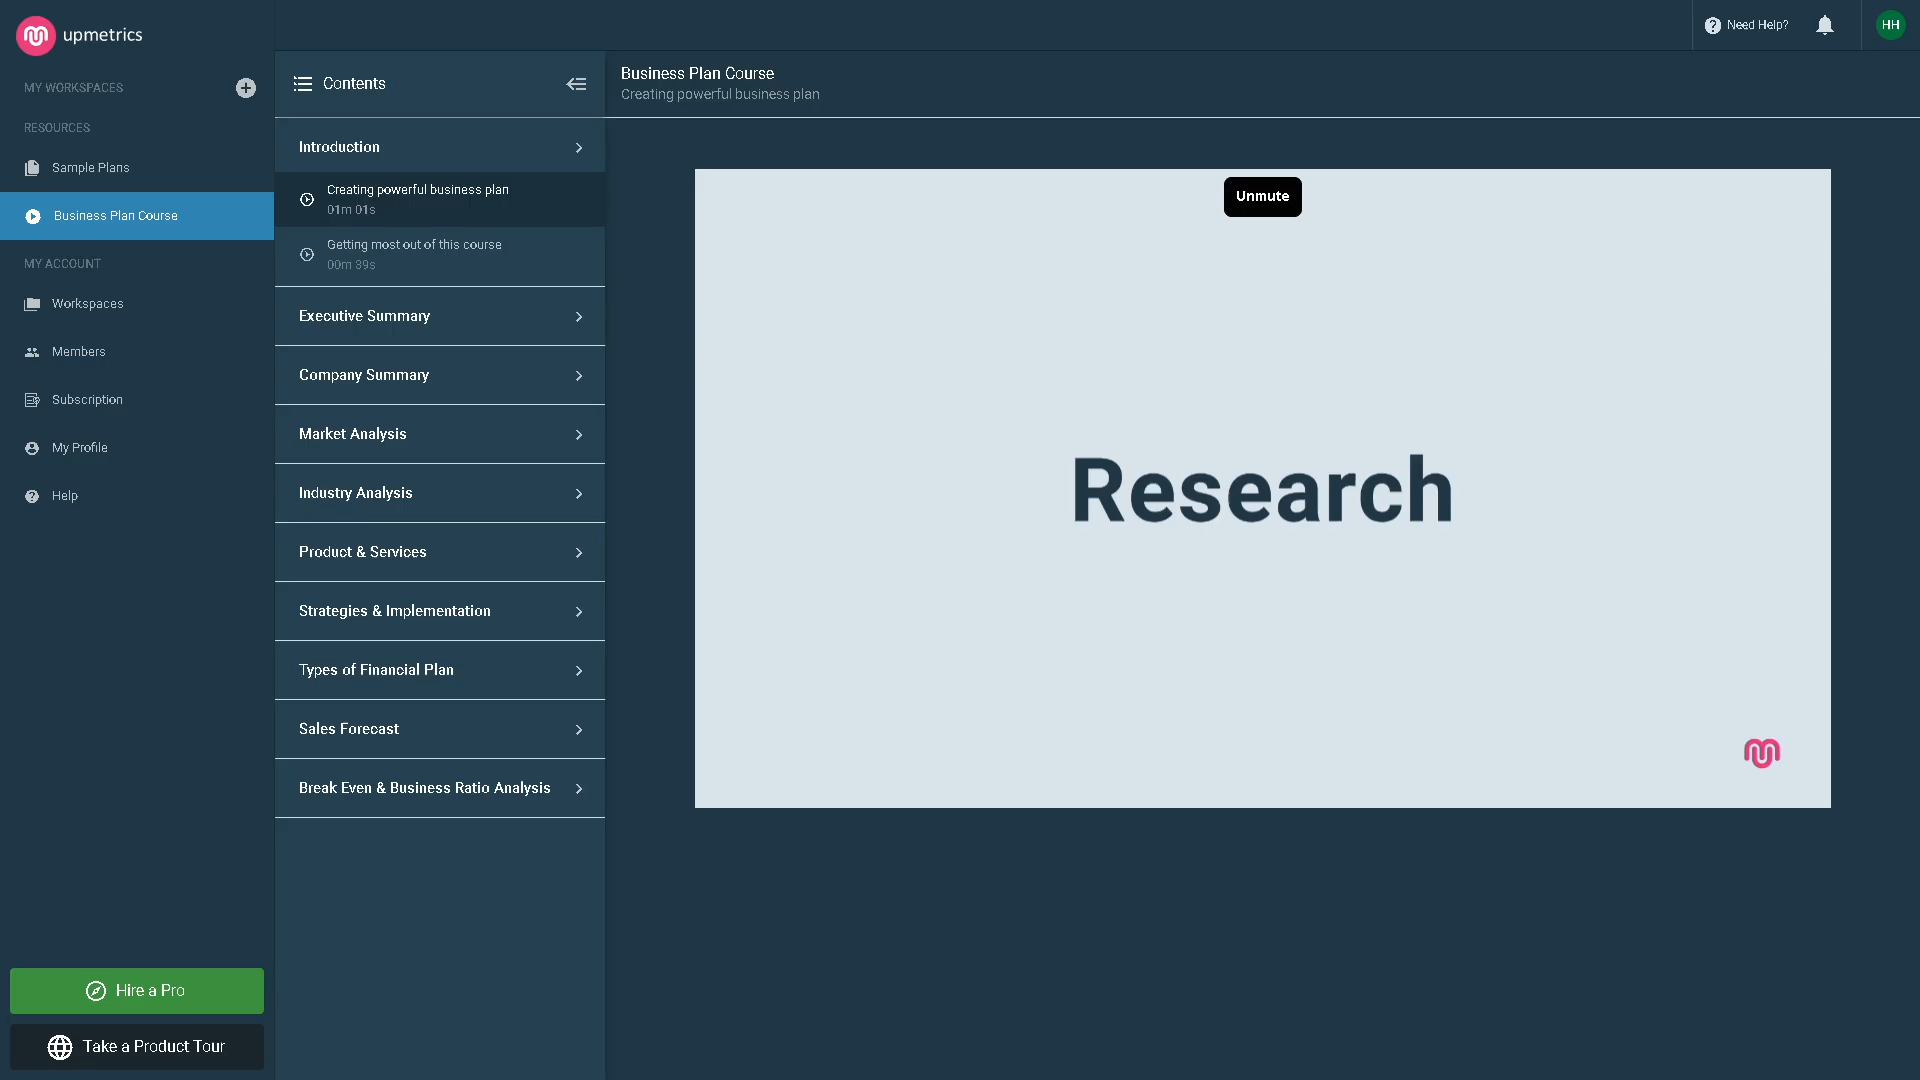 upmetrics
MY WORKSPACES
RESOURCES
Sample Plans
Business Plan Course
MY ACCOUNT
Workspaces
Members
Subscription
My Profile
Help
Hire a Pro
Take a Product Tour
Contents
Introduction
Creating powerful business plan
01m 01s
Getting most out of this course
00m 39s
Executive Summary
Company Summary
Market Analysis
Industry Analysis
Product & Services
Strategies & Implementation
Types of Financial Plan
Sales Forecast
Break Even & Business Ratio Analysis
Need Help?
HH
Business Plan Course
Creating powerful business plan
Unmute
Research